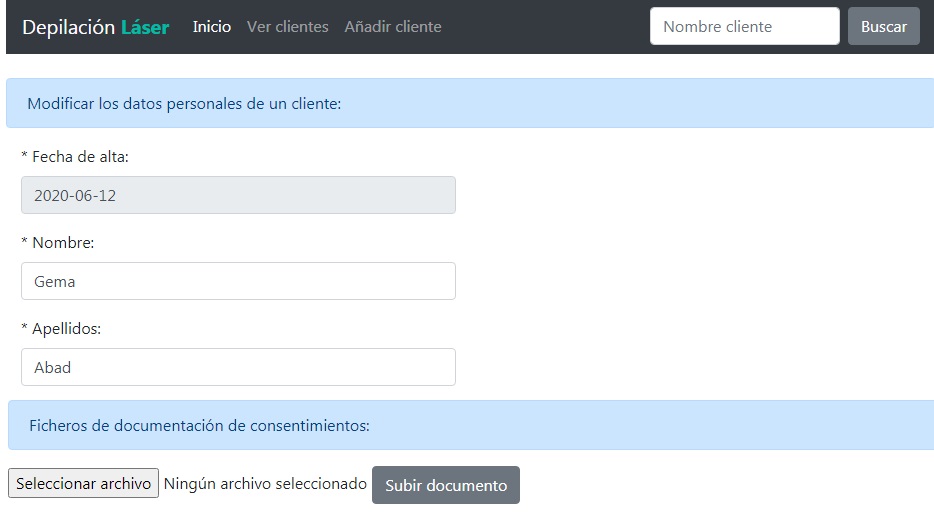 Depilación Láser Inicio Ver clientes Añadir cliente Nombre cliente Buscar
Modificar los datos personales de un cliente:
* Fecha de alta:
2020-06-12
* Nombre:
Gema
* Apellidos:
Abad
Ficheros de documentación de consentimientos:
Seleccionar archivo Ningún archivo seleccionado Subir documento